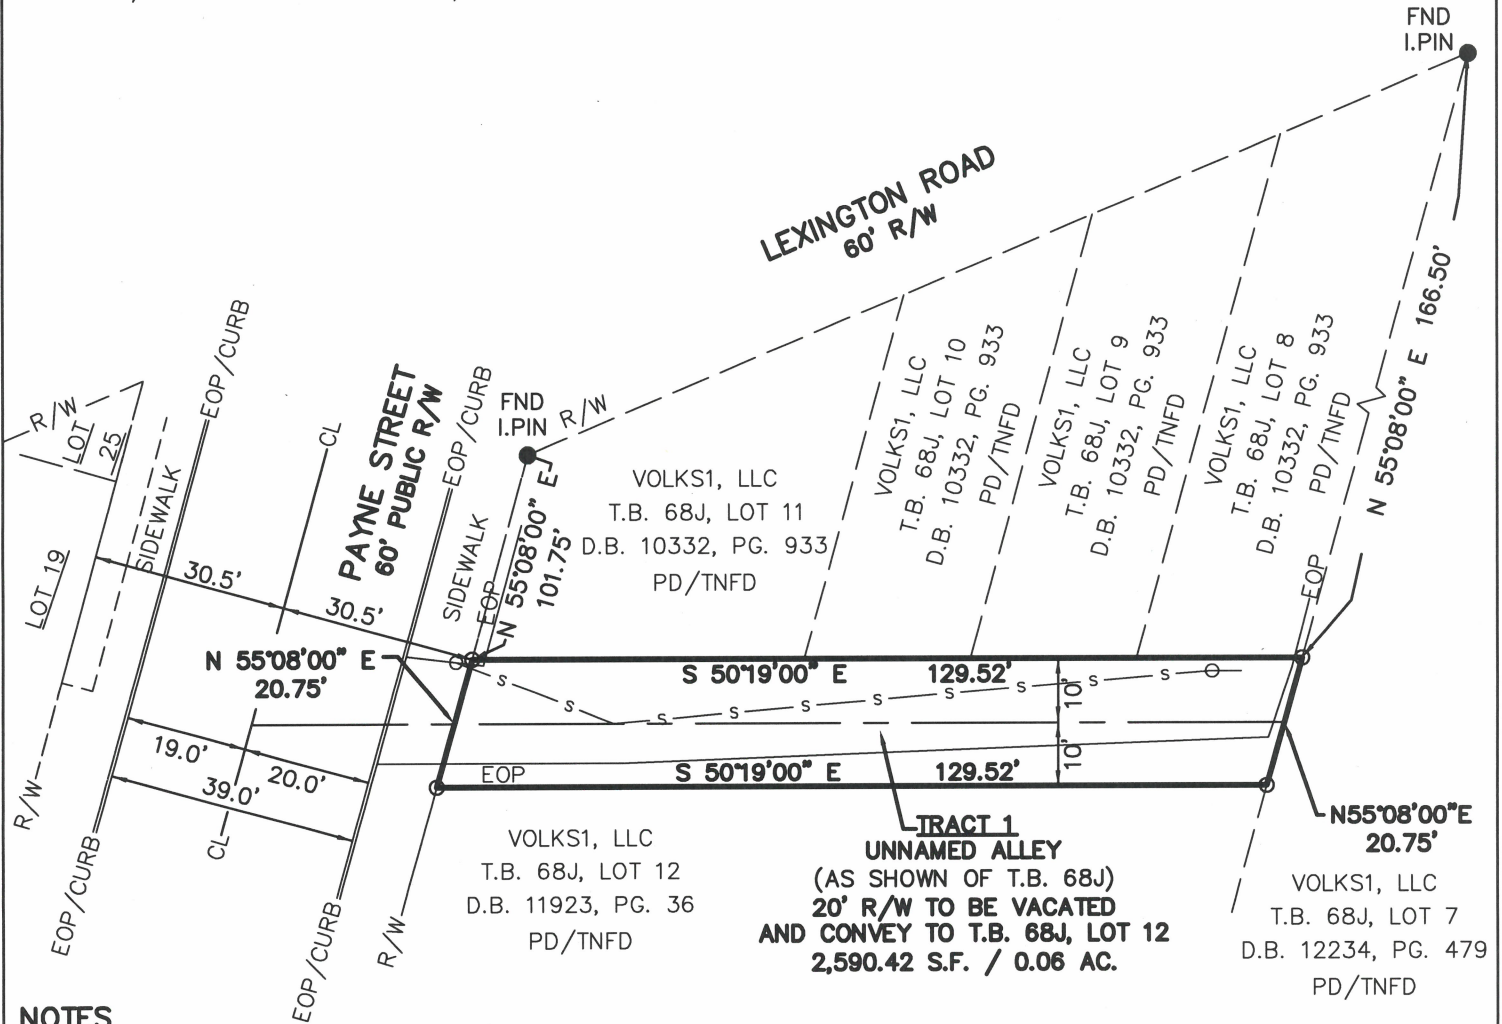 FND
I.PIN
LEXINGTON ROAD
60' R/W
N 55°08'00" E 166.50'
EOP/CURB
R/W
LOT
25
SIDEWALK
CL
PAYNE STREET
60' PUBLIC R/W
EOP/CURB
FND
I.PIN
R/W
SIDEWALK
EOP
N 55°08'00" E
101.75'
VOLKS1, LLC
T.B. 68J, LOT 11
D.B. 10332, PG. 933
PD/TNFD
VOLKS1, LLC
T.B. 68J, LOT 10
D.B. 10332, PG. 933
PD/TNFD
VOLKS1, LLC
T.B. 68J, LOT 9
D.B. 10332, PG. 933
PD/TNFD
VOLKS1, LLC
T.B. 68J, LOT 8
D.B. 10332, PG. 933
PD/TNFD
EOP
LOT 19
30.5'
30.5'
N 55°08'00" E
20.75'
S 50°19'00" E 129.52'
S S S S S S S S S
10'
10'
19.0'
20.0'
39.0'
CL
EOP
S 50°19'00" E 129.52'
R/W
EOP/CURB
EOP/CURB
R/W
VOLKS1, LLC
T.B. 68J, LOT 12
D.B. 11923, PG. 36
PD/TNFD
TRACT 1
UNNAMED ALLEY
(AS SHOWN OF T.B. 68J)
20' R/W TO BE VACATED
AND CONVEY TO T.B. 68J, LOT 12
2,590.42 S.F. / 0.06 AC.
N55°08'00"E
20.75'
VOLKS1, LLC
T.B. 68J, LOT 7
D.B. 12234, PG. 479
PD/TNFD
NOTES